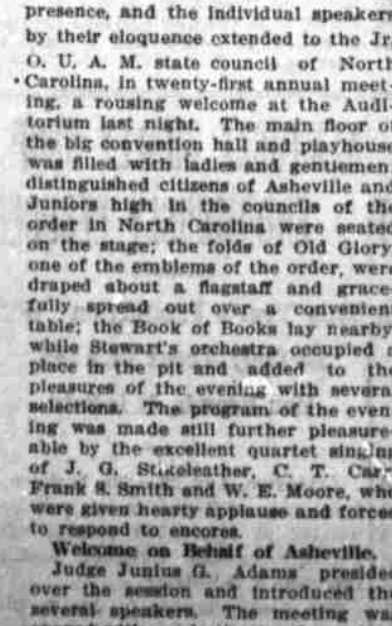 presence, and the individual speakers
by their eloquence extended to the Jr.
O. U. A. M. state council of North
Carolina, in twenty-first annual meet-
ing, a rousing welcome at the Audi-
torium last night. The main floor of
the big convention hall and playhouse
was filled with ladies and gentlemen,
distinguished citizens of Asheville and
Juniors high in the councils of the
order in North Carolina were seated
on the stage; the folds of Old Glory,
one of the emblems of the order, were
draped about a flagstaff and grace-
fully spread out over a convenient
table; the Book of Books lay nearby
while Stewart's orchestra occupied a
place in the pit and added to the
pleasures of the evening with several
selections. The program of the even
ing was made still further pleasure-
able by the excellent quartet singing
of J. G. Stikeleather, C. T. Carr,
Frank S. Smith and W. E. Moore, who
were given hearty applause and forced
to respond to encores.
Welcome on Behalf of Asheville.
Judge Junius G. Adams presided
over the session and introduced the
several speakers. The meeting was